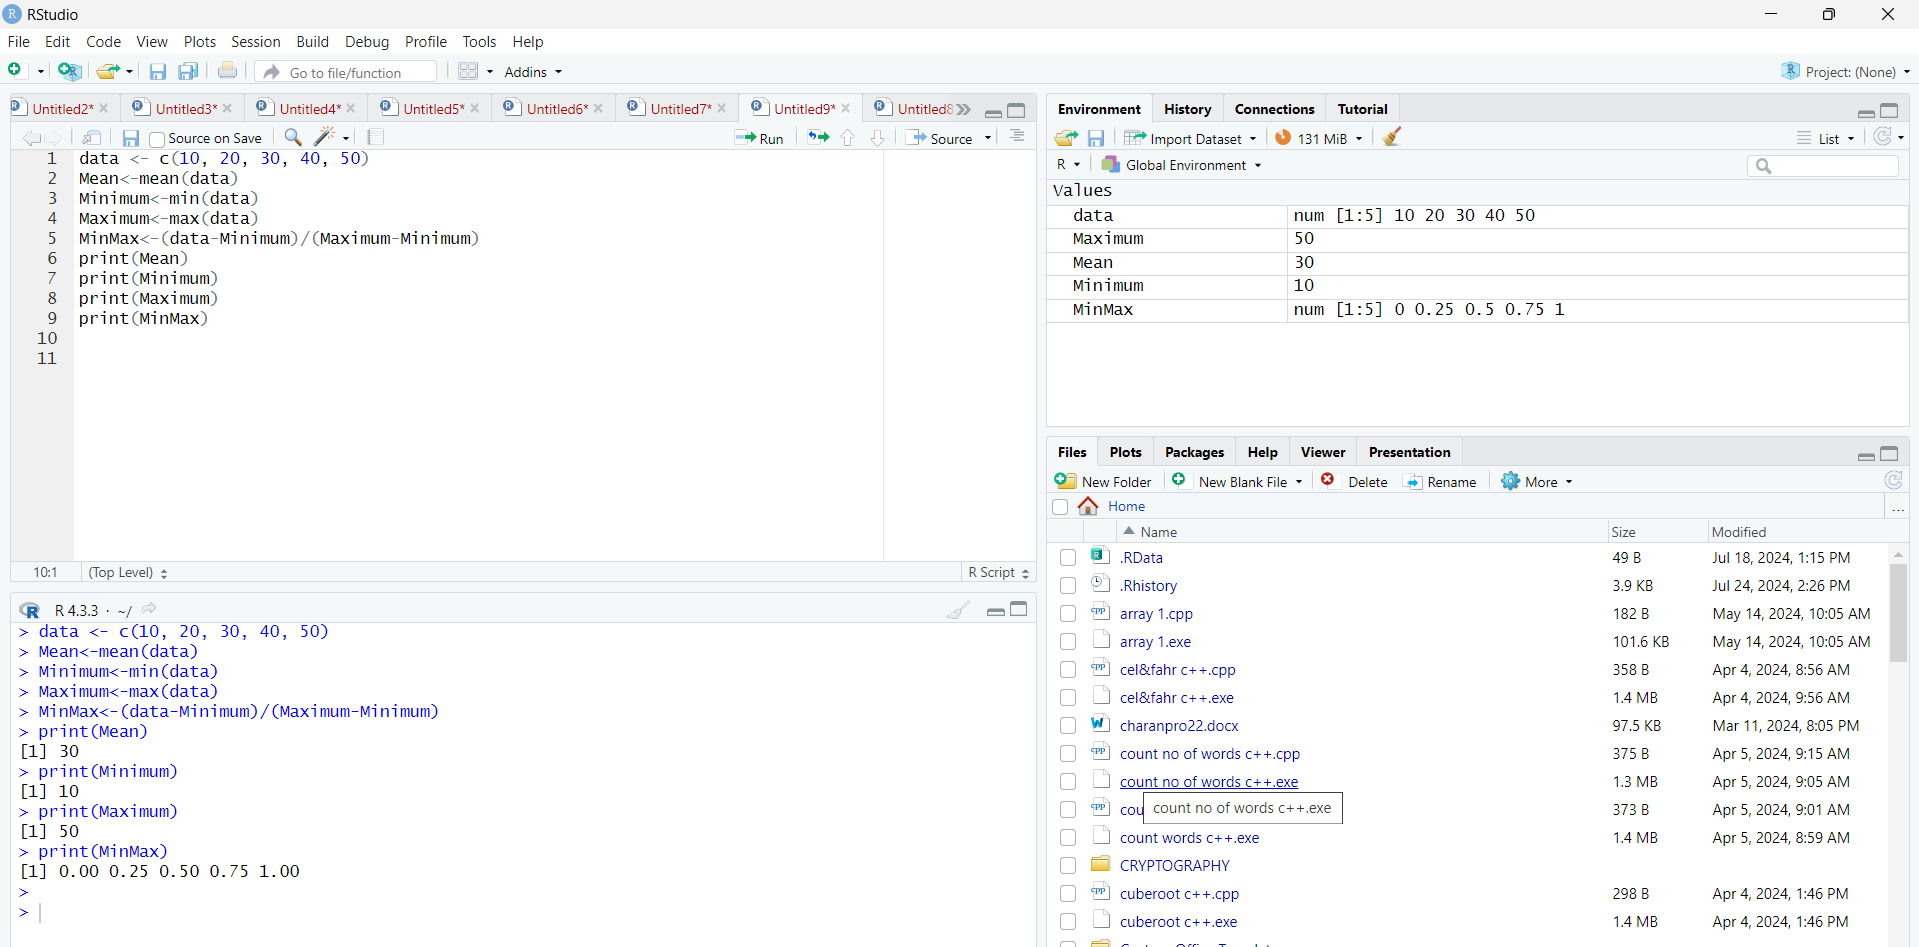 RStudio
File Edit Code View Plots Session Build Debug Profile Tools Help
Go to file/function Addins Project: (None)
Untitled2* Untitled3* Untitled4* Untitled5* Untitled6* Untitled7* Untitled9* Untitled8
Source on Save Run Source
1 data <- c(10, 20, 30, 40, 50)
2 Mean<-mean(data)
3 Minimum<-min(data)
4 Maximum<-max(data)
5 MinMax<-(data-Minimum)/(Maximum-Minimum)
6 print(Mean)
7 print(Minimum)
8 print(Maximum)
9 print(MinMax)
10
11
10:1 (Top Level) R Script
R 4.3.3 · ~/
> data <- c(10, 20, 30, 40, 50)
> Mean<-mean(data)
> Minimum<-min(data)
> Maximum<-max(data)
> MinMax<-(data-Minimum)/(Maximum-Minimum)
> print(Mean)
[1] 30
> print(Minimum)
[1] 10
> print(Maximum)
[1] 50
> print(MinMax)
[1] 0.00 0.25 0.50 0.75 1.00
>
>
Environment History Connections Tutorial
Import Dataset 131 MiB List
R Global Environment
Values
data num [1:5] 10 20 30 40 50
Maximum 50
Mean 30
Minimum 10
MinMax num [1:5] 0 0.25 0.5 0.75 1
Files Plots Packages Help Viewer Presentation
New Folder New Blank File Delete Rename More
Home ...
Name Size Modified
.RData 49 B Jul 18, 2024, 1:15 PM
.Rhistory 3.9 KB Jul 24, 2024, 2:26 PM
array 1.cpp 182 B May 14, 2024, 10:05 AM
array 1.exe 101.6 KB May 14, 2024, 10:05 AM
cel&fahr c++.cpp 358 B Apr 4, 2024, 8:56 AM
cel&fahr c++.exe 1.4 MB Apr 4, 2024, 9:56 AM
charanpro22.docx 97.5 KB Mar 11, 2024, 8:05 PM
count no of words c++.cpp 375 B Apr 5, 2024, 9:15 AM
count no of words c++.exe 1.3 MB Apr 5, 2024, 9:05 AM
cou count no of words c++.exe 373 B Apr 5, 2024, 9:01 AM
count words c++.exe 1.4 MB Apr 5, 2024, 8:59 AM
CRYPTOGRAPHY
cuberoot c++.cpp 298 B Apr 4, 2024, 1:46 PM
cuberoot c++.exe 1.4 MB Apr 4, 2024, 1:46 PM